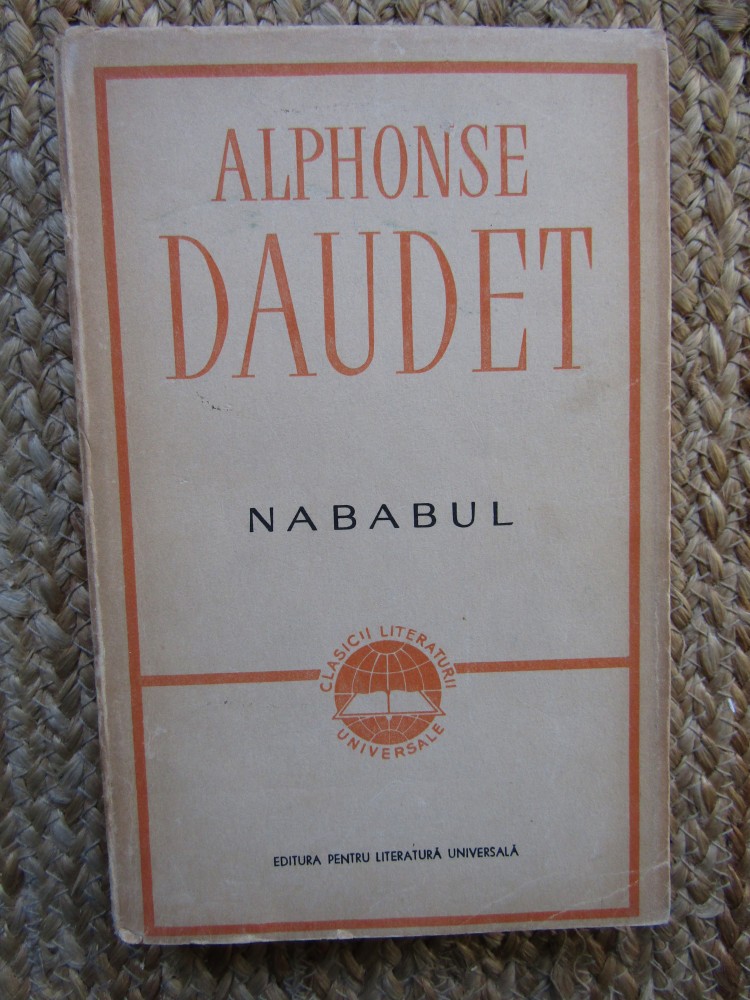 ALPHONSE
DAUDET
NABABUL
CLASICII LITERATURII
UNIVERSALE
EDITURA PENTRU LITERATURĂ UNIVERSALĂ